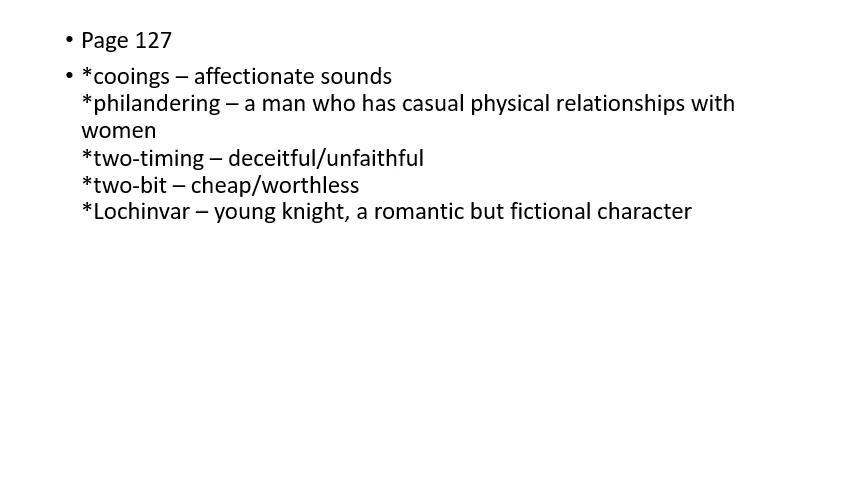 • Page 127
• *cooings – affectionate sounds
*philandering – a man who has casual physical relationships with
women
*two-timing – deceitful/unfaithful
*two-bit – cheap/worthless
*Lochinvar – young knight, a romantic but fictional character